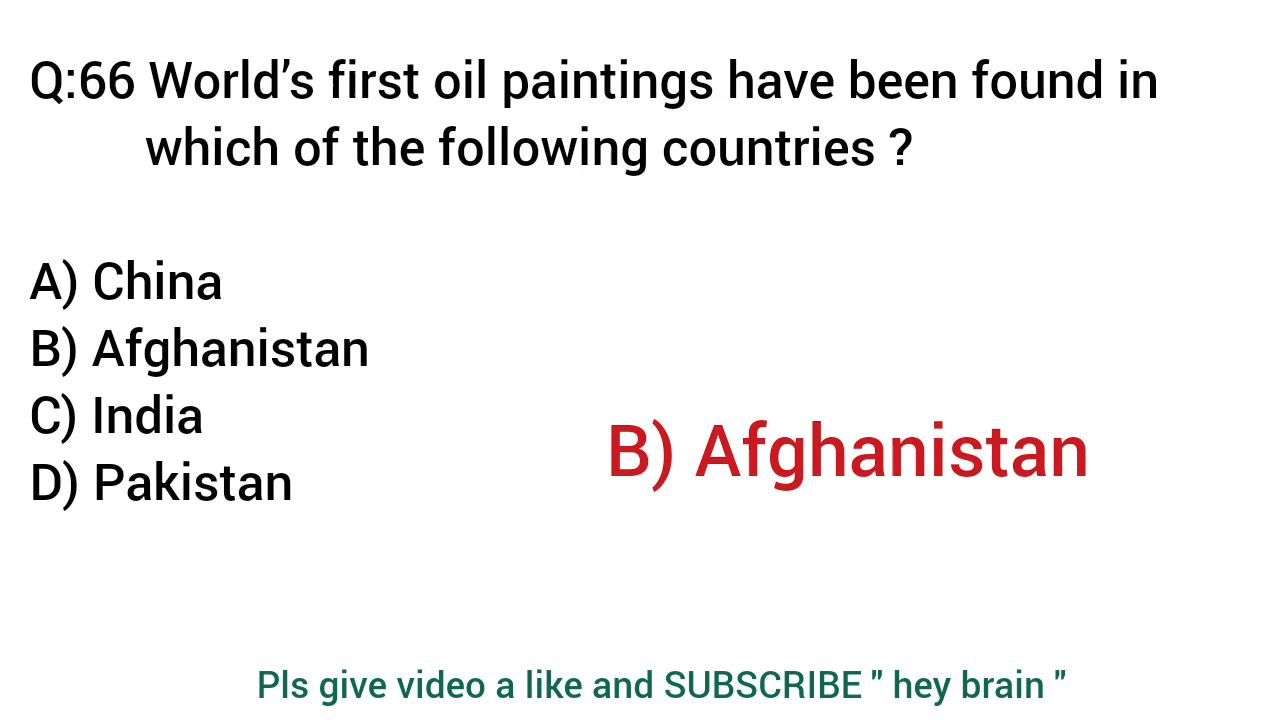 Q:66 World’s first oil paintings have been found in
which of the following countries ?
A) China
B) Afghanistan
C) India
D) Pakistan
B) Afghanistan
Pls give video a like and SUBSCRIBE " hey brain "